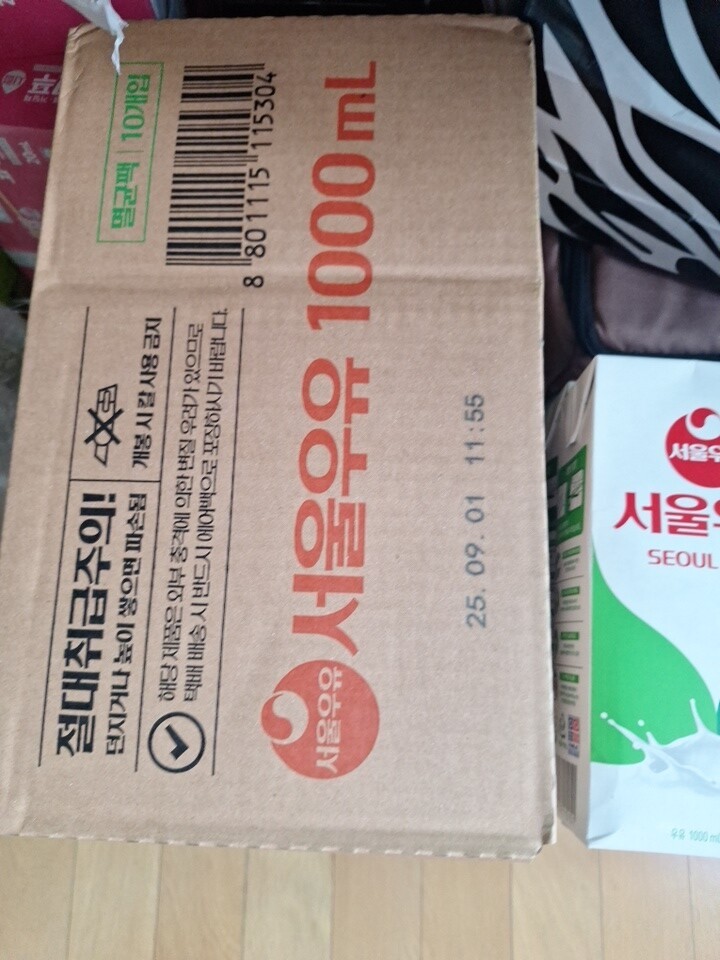 절대취급주의!
던지거나 높이 쌓으면 파손됨
개봉 시 칼 사용 금지
해당 제품은 외부 충격에 의한 변질 우려가 있으므로
택배 배송 시 반드시 에어백으로 포장하시기 바랍니다.
멸균팩 | 10개입
8 801115 115304
서울우유
서울우유 1000 mL
25. 09. 01 11:55
서울우
서울우
SEOUL
우유 1000 mL